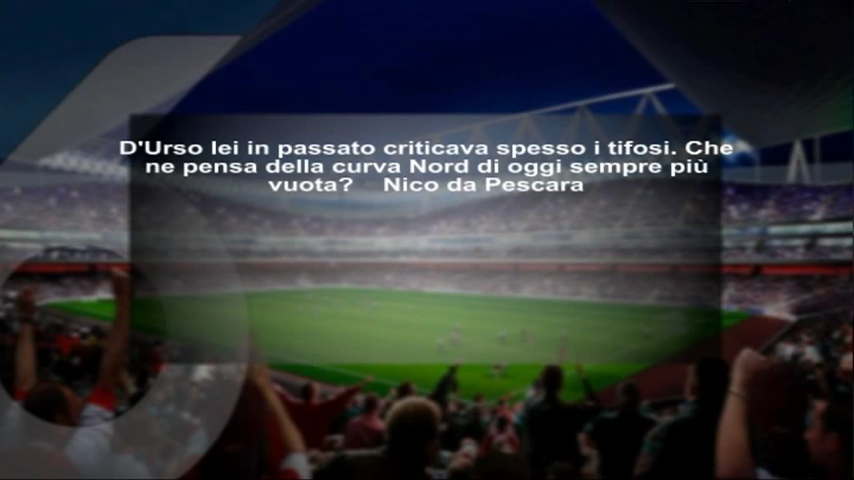 D'Urso lei in passato criticava spesso i tifosi. Che
ne pensa della curva Nord di oggi sempre più
vuota? Nico da Pescara